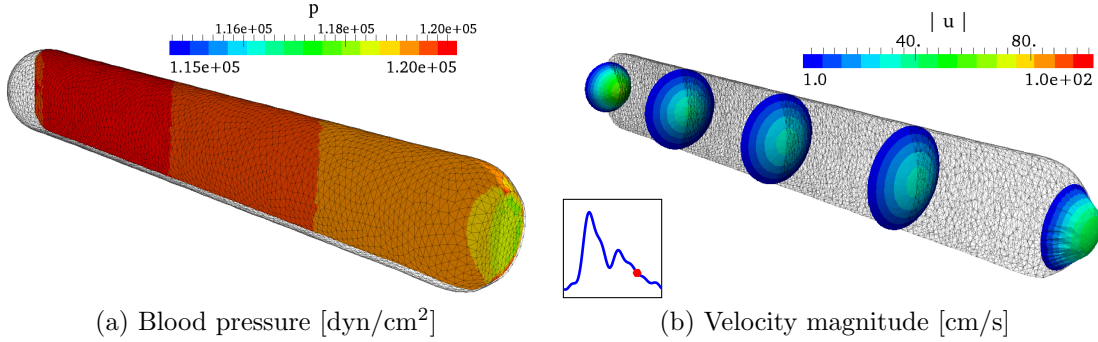 p
1.16e+05 1.18e+05 1.20e+05
1.15e+05 1.20e+05
| u |
40. 80.
1.0 1.0e+02
(a) Blood pressure [dyn/cm²]
(b) Velocity magnitude [cm/s]